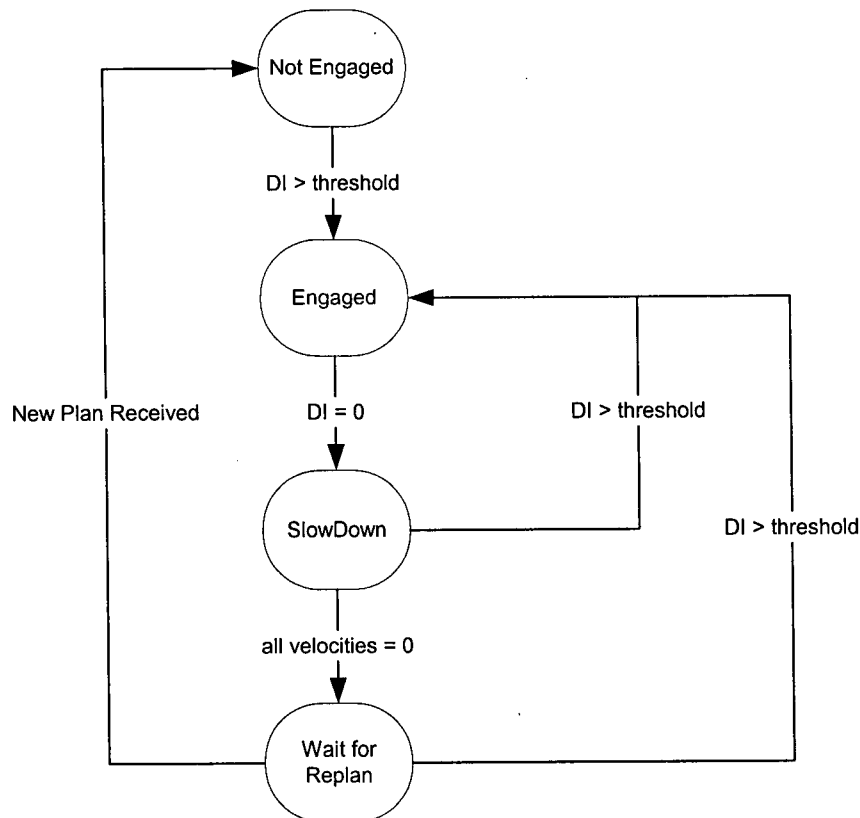 Not Engaged
DI > threshold
Engaged
New Plan Received
DI = 0
DI > threshold
SlowDown
DI > threshold
all velocities = 0
Wait for
Replan